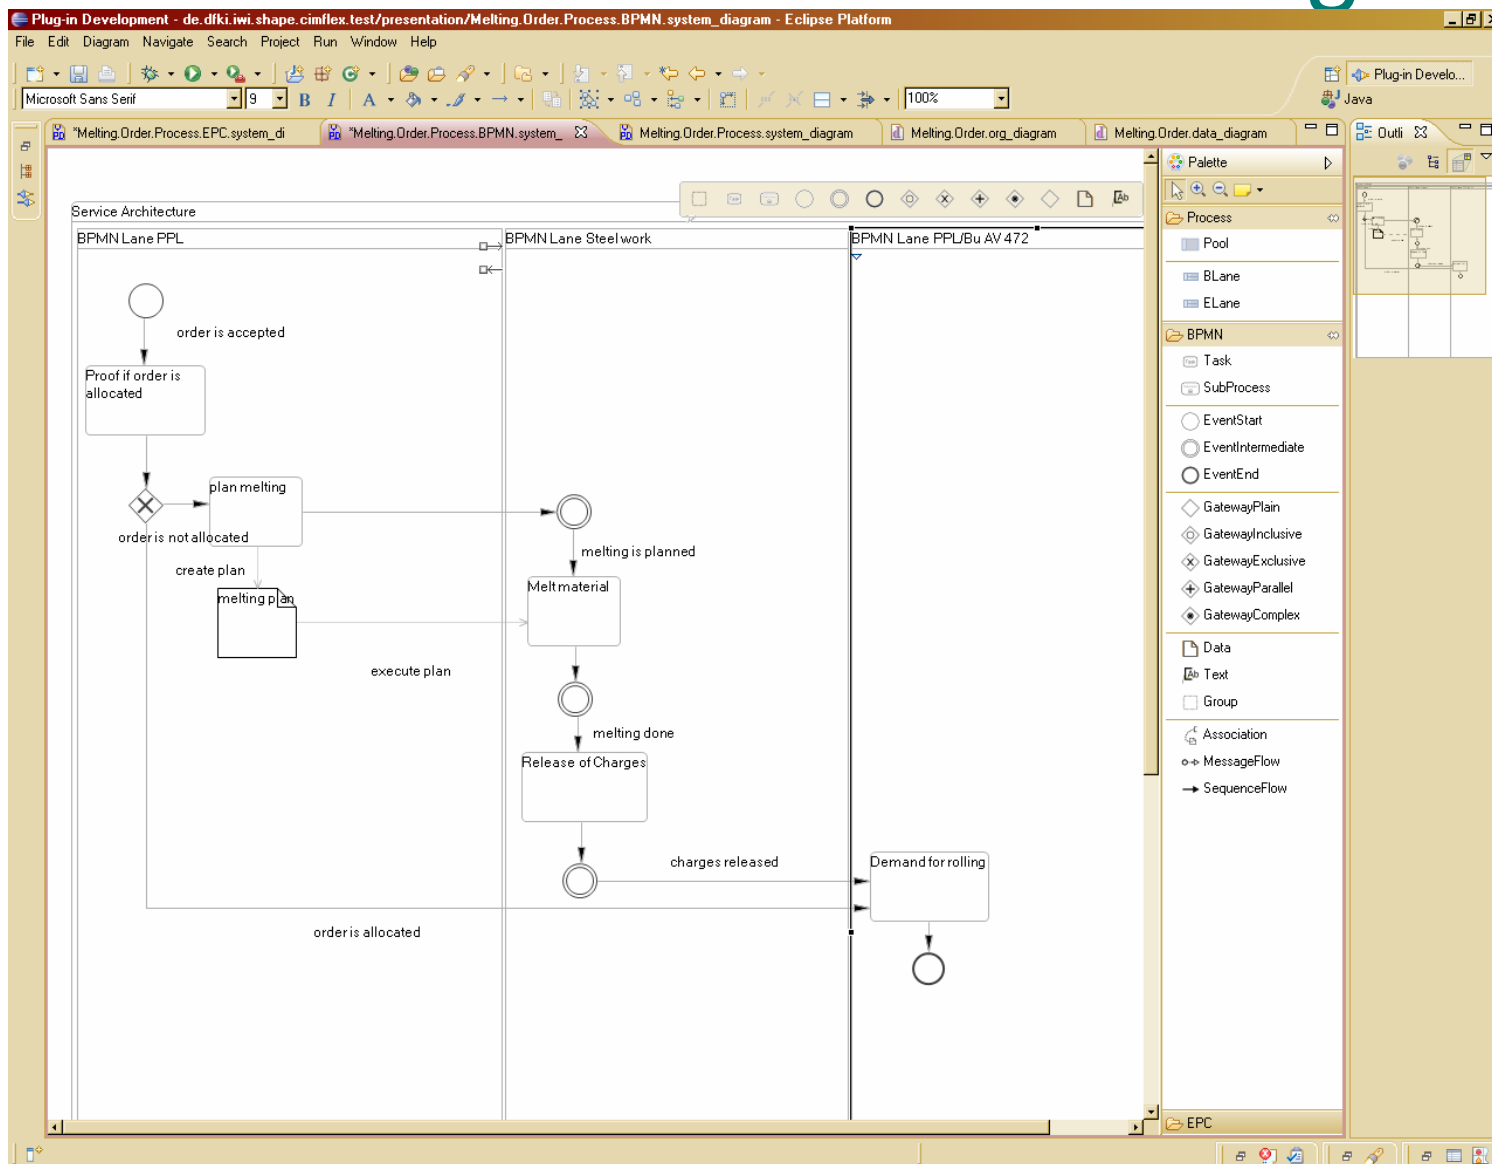 g
Plug-in Development - de.dfki.iwi.shape.cimflex.test/presentation/Melting.Order.Process.BPMN.system_diagram - Eclipse Platform
File Edit Diagram Navigate Search Project Run Window Help
Plug-in Develo...
Microsoft Sans Serif 9 B I A 100%
Java
*Melting.Order.Process.EPC.system_di *Melting.Order.Process.BPMN.system_ Melting.Order.Process.system_diagram Melting.Order.org_diagram Melting.Order.data_diagram Outli
Palette
Service Architecture
Process
BPMN Lane PPL BPMN Lane Steelwork BPMN Lane PPL/Bu AV 472
Pool
BLane
ELane
order is accepted
BPMN
Task
Proof if order is
allocated
SubProcess
EventStart
EventIntermediate
EventEnd
plan melting
GatewayPlain
order is not allocated
GatewayInclusive
melting is planned
GatewayExclusive
create plan
Melt material
GatewayParallel
melting plan
GatewayComplex
Data
execute plan
Text
Group
melting done
Association
Release of Charges
MessageFlow
SequenceFlow
charges released
Demand for rolling
order is allocated
EPC